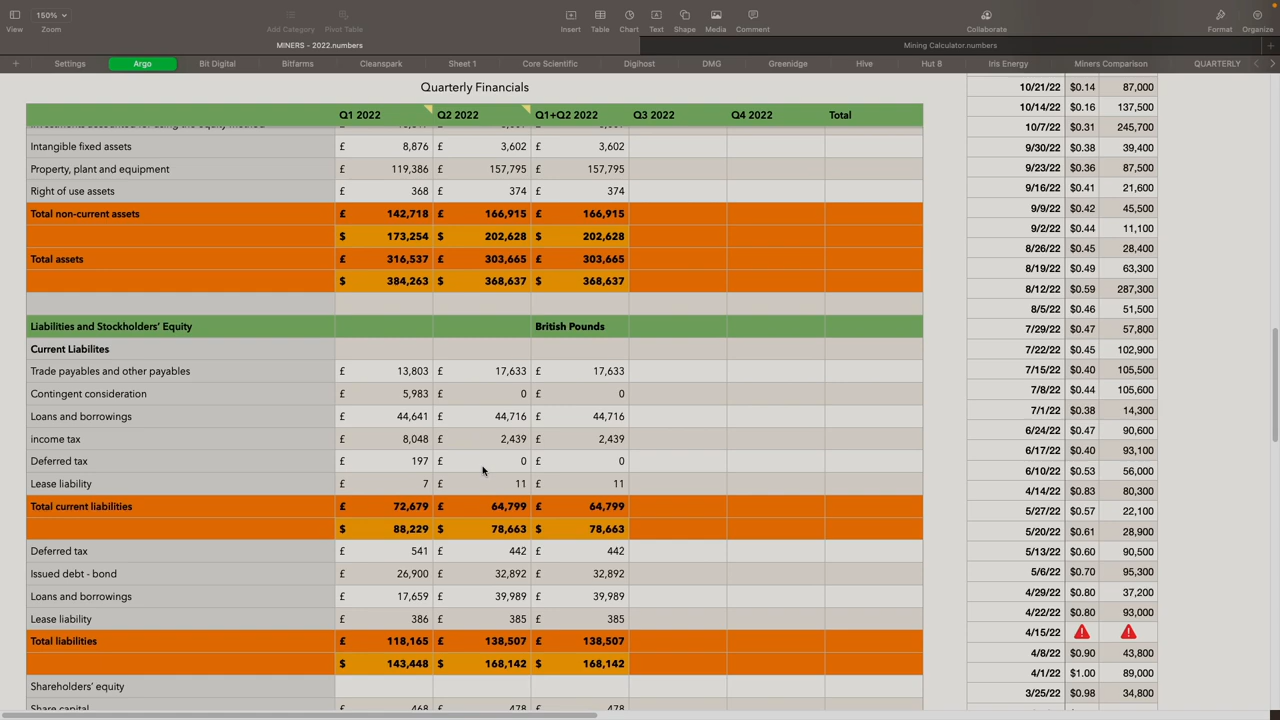 150%
View Zoom Add Category Pivot Table Insert Table Chart Text Shape Media Comment Collaborate Format Organize
MINERS - 2022.numbers Mining Calculator.numbers
Settings Argo Bit Digital Bitfarms Cleanspark Sheet 1 Core Scientific Digihost DMG Greenidge Hive Hut 8 Iris Energy Miners Comparison QUARTERLY
Quarterly Financials
Q1 2022 Q2 2022 Q1+Q2 2022 Q3 2022 Q4 2022 Total
Intangible fixed assets £ 8,876 £ 3,602 £ 3,602
Property, plant and equipment £ 119,386 £ 157,795 £ 157,795
Right of use assets £ 368 £ 374 £ 374
Total non-current assets £ 142,718 £ 166,915 £ 166,915
$ 173,254 $ 202,628 $ 202,628
Total assets £ 316,537 £ 303,665 £ 303,665
$ 384,263 $ 368,637 $ 368,637
Liabilities and Stockholders’ Equity British Pounds
Current Liabilites
Trade payables and other payables £ 13,803 £ 17,633 £ 17,633
Contingent consideration £ 5,983 £ 0 £ 0
Loans and borrowings £ 44,641 £ 44,716 £ 44,716
income tax £ 8,048 £ 2,439 £ 2,439
Deferred tax £ 197 £ 0 £ 0
Lease liability £ 7 £ 11 £ 11
Total current liabilities £ 72,679 £ 64,799 £ 64,799
$ 88,229 $ 78,663 $ 78,663
Deferred tax £ 541 £ 442 £ 442
Issued debt - bond £ 26,900 £ 32,892 £ 32,892
Loans and borrowings £ 17,659 £ 39,989 £ 39,989
Lease liability £ 386 £ 385 £ 385
Total liabilities £ 118,165 £ 138,507 £ 138,507
$ 143,448 $ 168,142 $ 168,142
Shareholders’ equity
Share capital £ 468 £ 478 £ 478
10/21/22 $0.14 87,000
10/14/22 $0.16 137,500
10/7/22 $0.31 245,700
9/30/22 $0.38 39,400
9/23/22 $0.36 87,500
9/16/22 $0.41 21,600
9/9/22 $0.42 45,500
9/2/22 $0.44 11,100
8/26/22 $0.45 28,400
8/19/22 $0.49 63,300
8/12/22 $0.59 287,300
8/5/22 $0.46 51,500
7/29/22 $0.47 57,800
7/22/22 $0.45 102,900
7/15/22 $0.40 105,500
7/8/22 $0.44 105,600
7/1/22 $0.38 14,300
6/24/22 $0.47 90,600
6/17/22 $0.40 93,100
6/10/22 $0.53 56,000
4/14/22 $0.83 80,300
5/27/22 $0.57 22,100
5/20/22 $0.61 28,900
5/13/22 $0.60 90,500
5/6/22 $0.70 95,300
4/29/22 $0.80 37,200
4/22/22 $0.80 93,000
4/15/22
4/8/22 $0.90 43,800
4/1/22 $1.00 89,000
3/25/22 $0.98 34,800